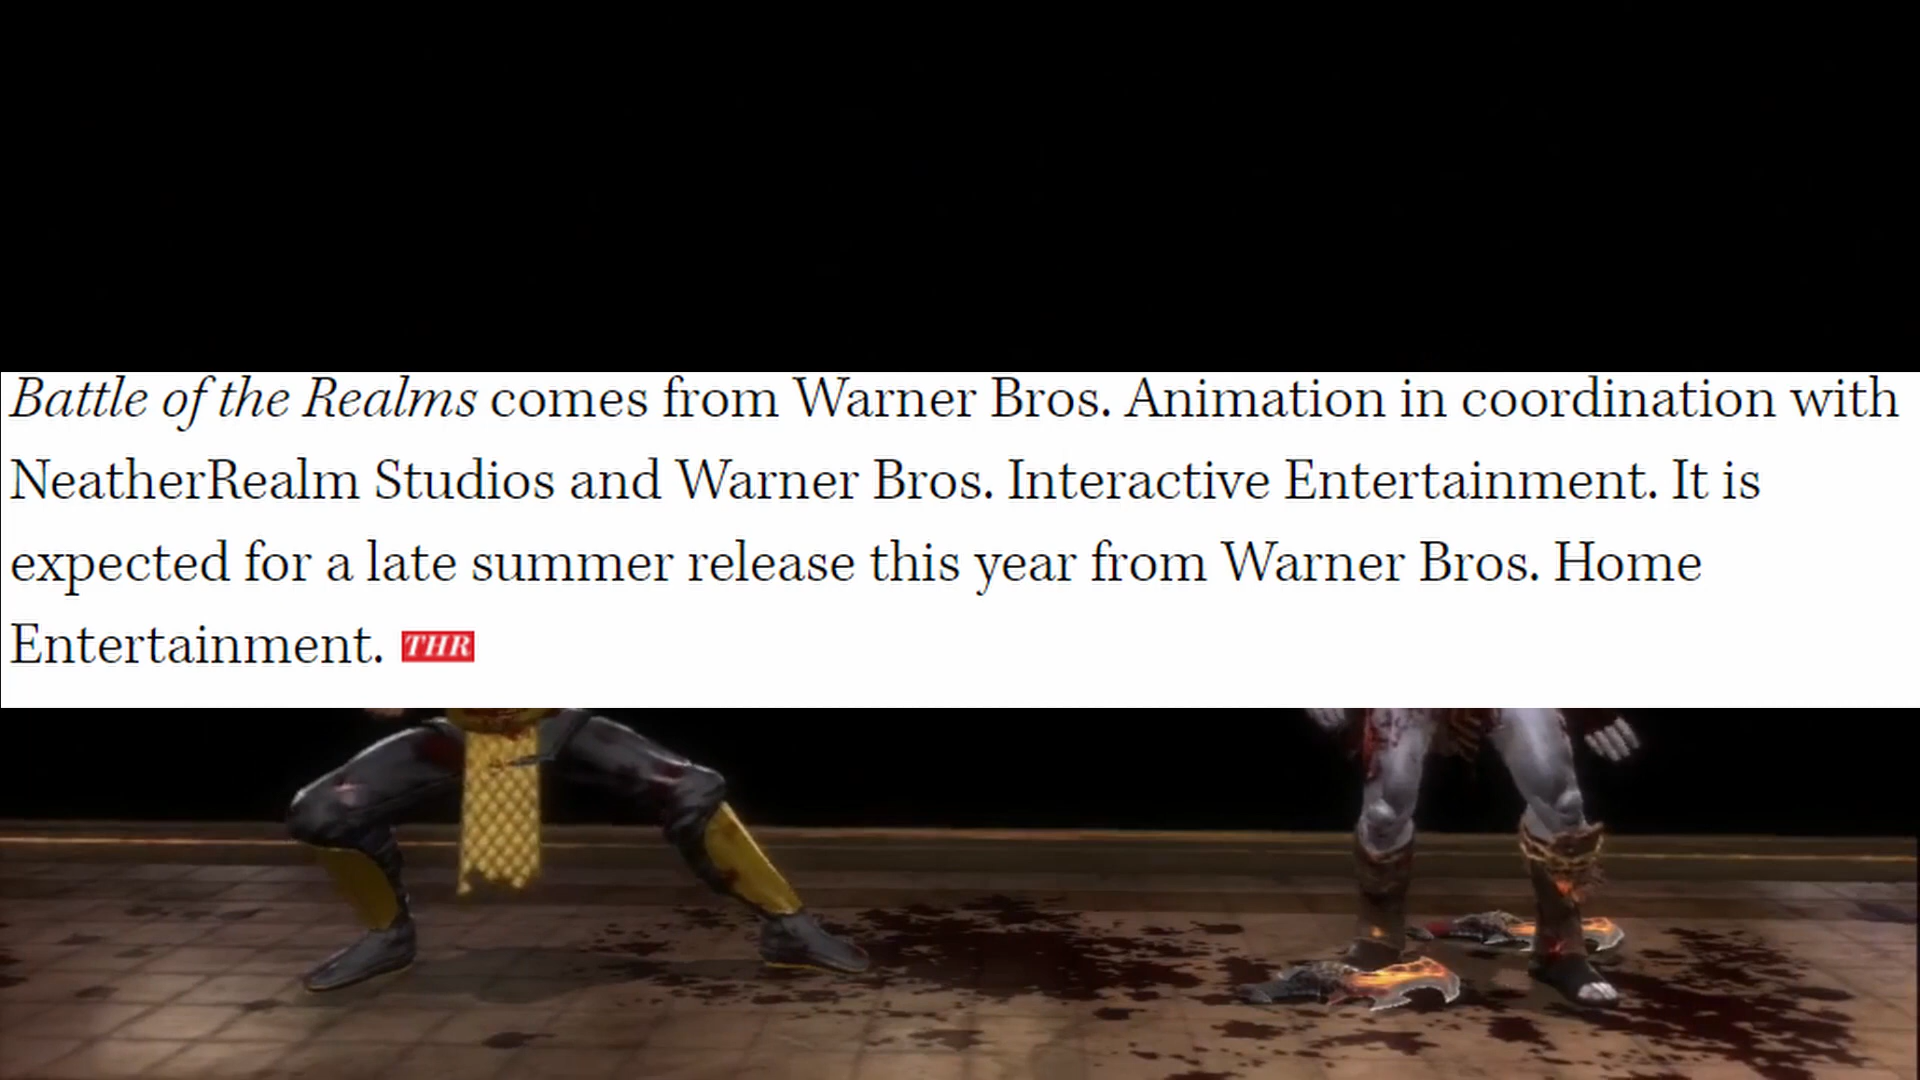 Battle of the Realms comes from Warner Bros. Animation in coordination with
NeatherRealm Studios and Warner Bros. Interactive Entertainment. It is
expected for a late summer release this year from Warner Bros. Home
Entertainment. THR